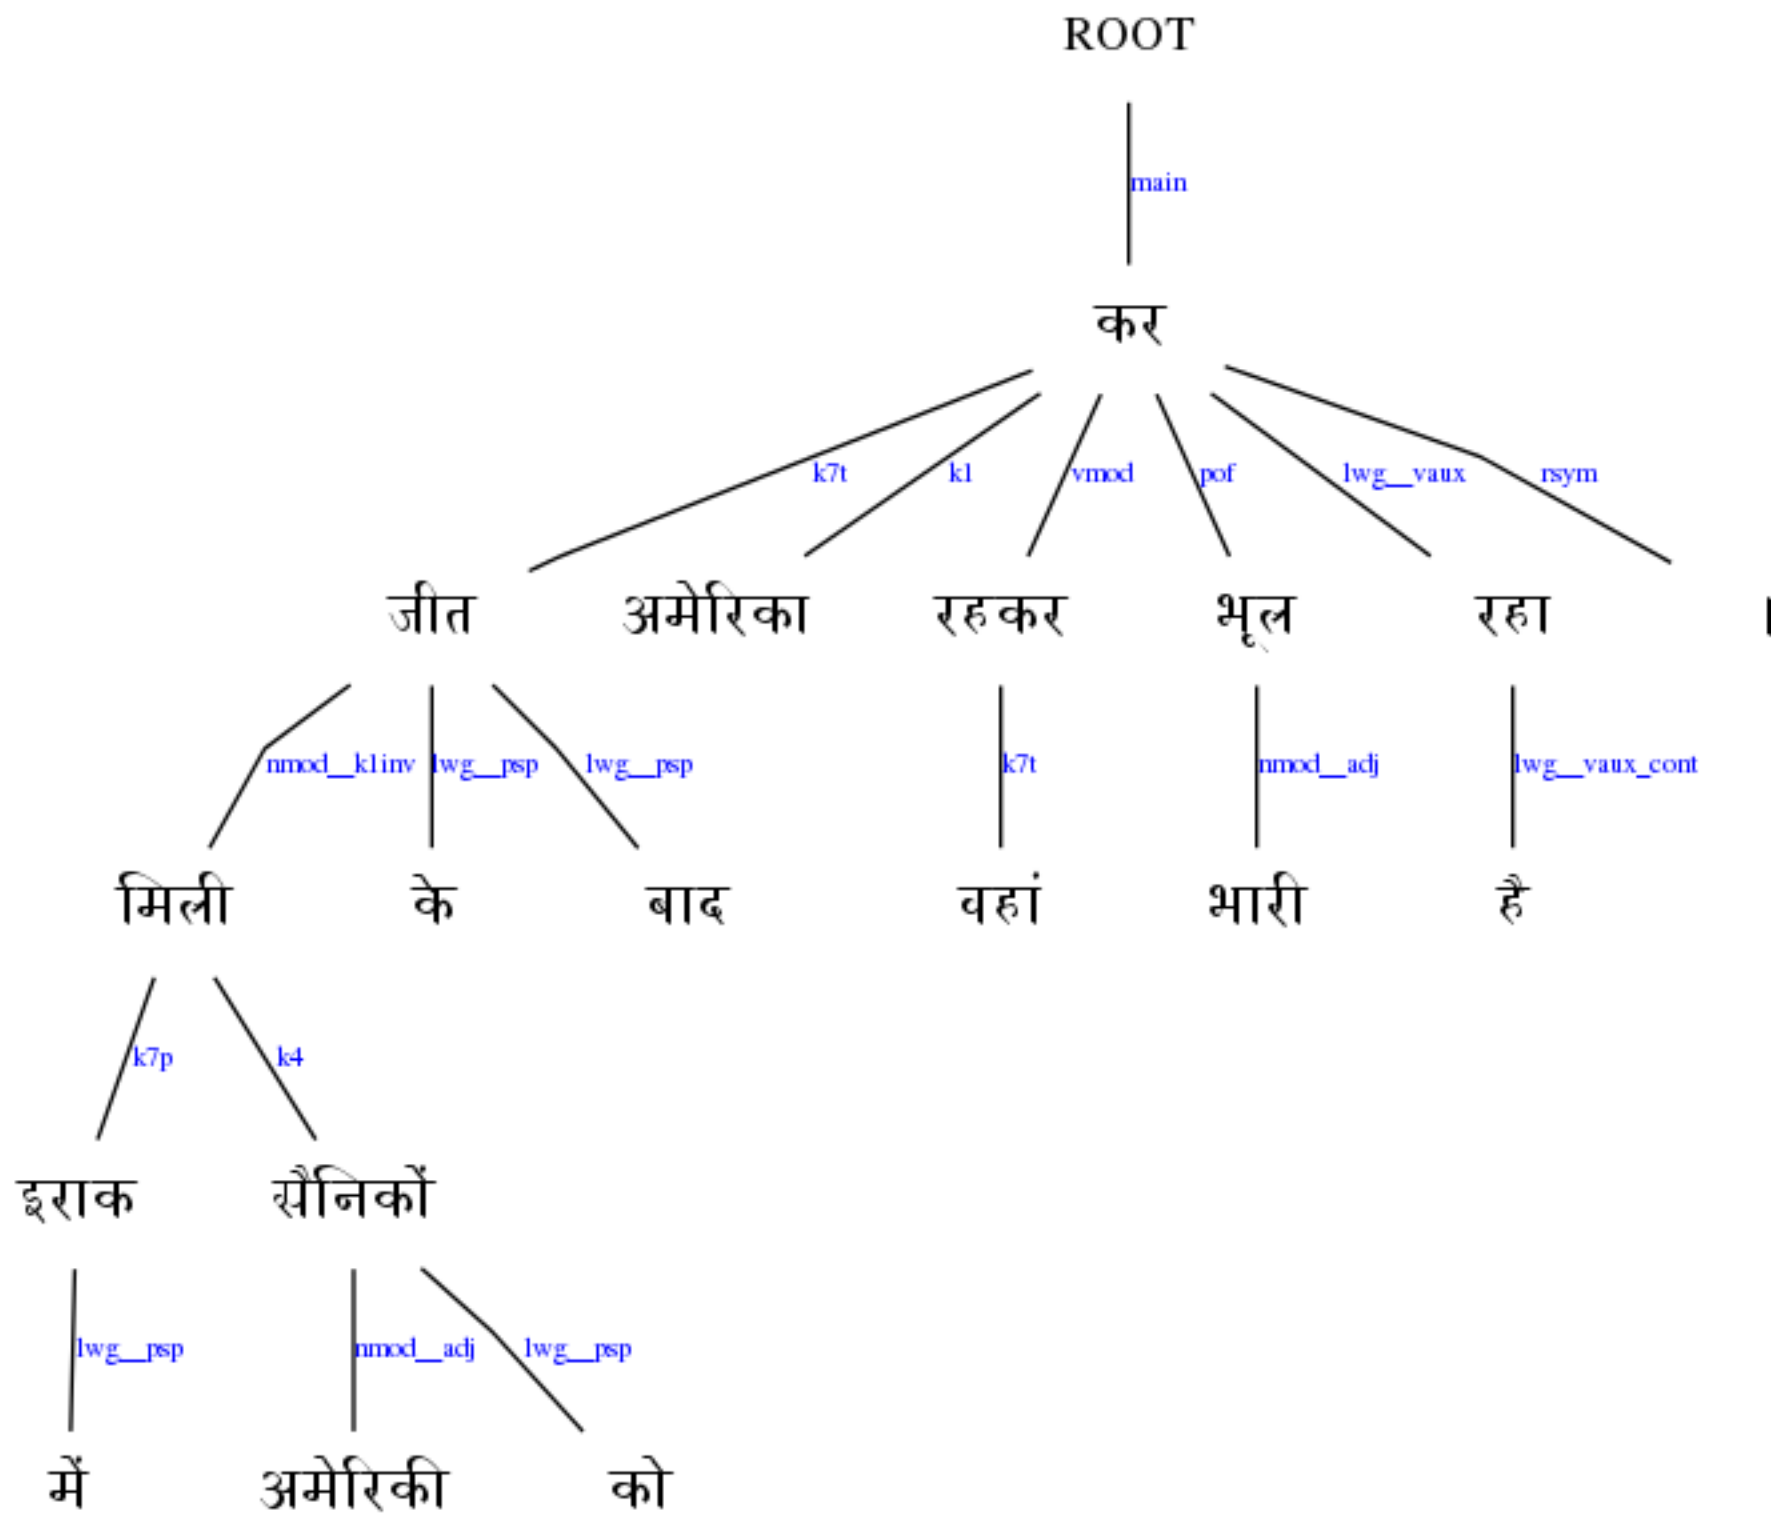 ROOT
main
कर
k7t k1 vmod pof lwg__vaux rsym
जीत अमेरिका रहकर भूल रहा ।
nmod__k1inv lwg__psp lwg__psp k7t nmod__adj lwg__vaux_cont
मिली के बाद वहां भारी है
k7p k4
इराक सैनिकों
lwg__psp nmod__adj lwg__psp
में अमेरिकी को